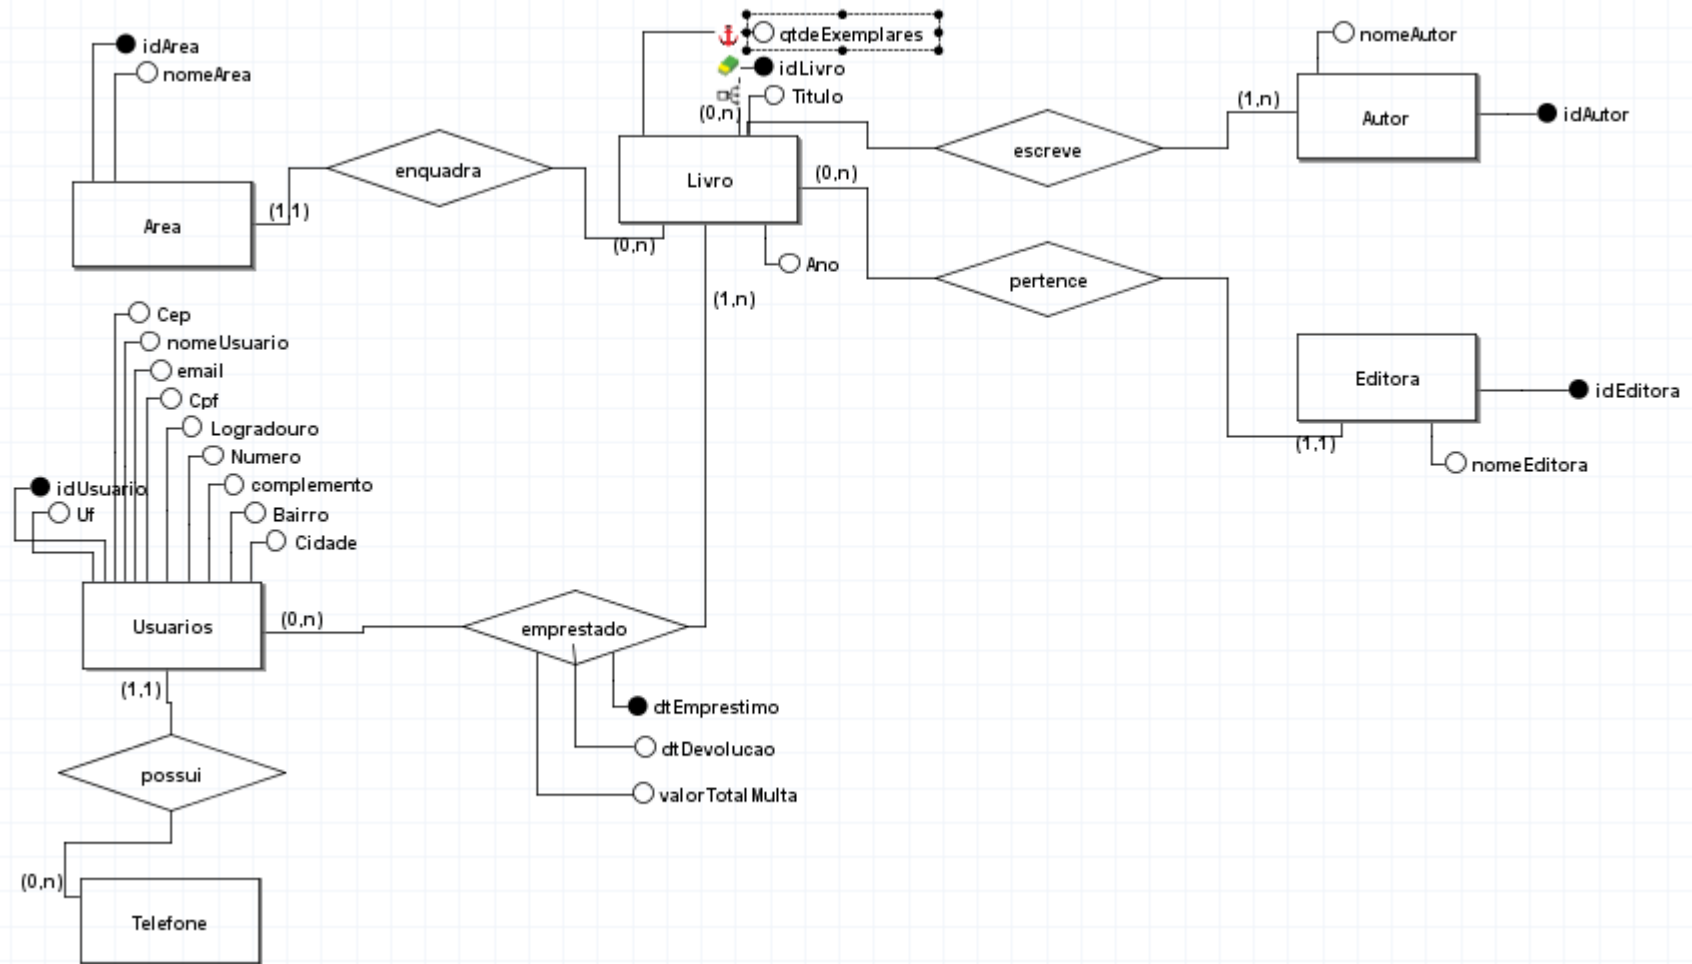 qtdeExemplares
nomeAutor
idArea
nomeArea
idLivro
Titulo
(0,n)
(1,n)
Autor
idAutor
escreve
enquadra
Livro
(0,n)
(1,1)
Area
(0,n)
Ano
pertence
(1,n)
Cep
nomeUsuario
email
Cpf
Logradouro
Numero
complemento
idUsuario
Uf
Bairro
Cidade
Editora
idEditora
(1,1)
nomeEditora
Usuarios
(0,n)
emprestado
(1,1)
dtEmprestimo
dtDevolucao
valorTotalMulta
possui
(0,n)
Telefone